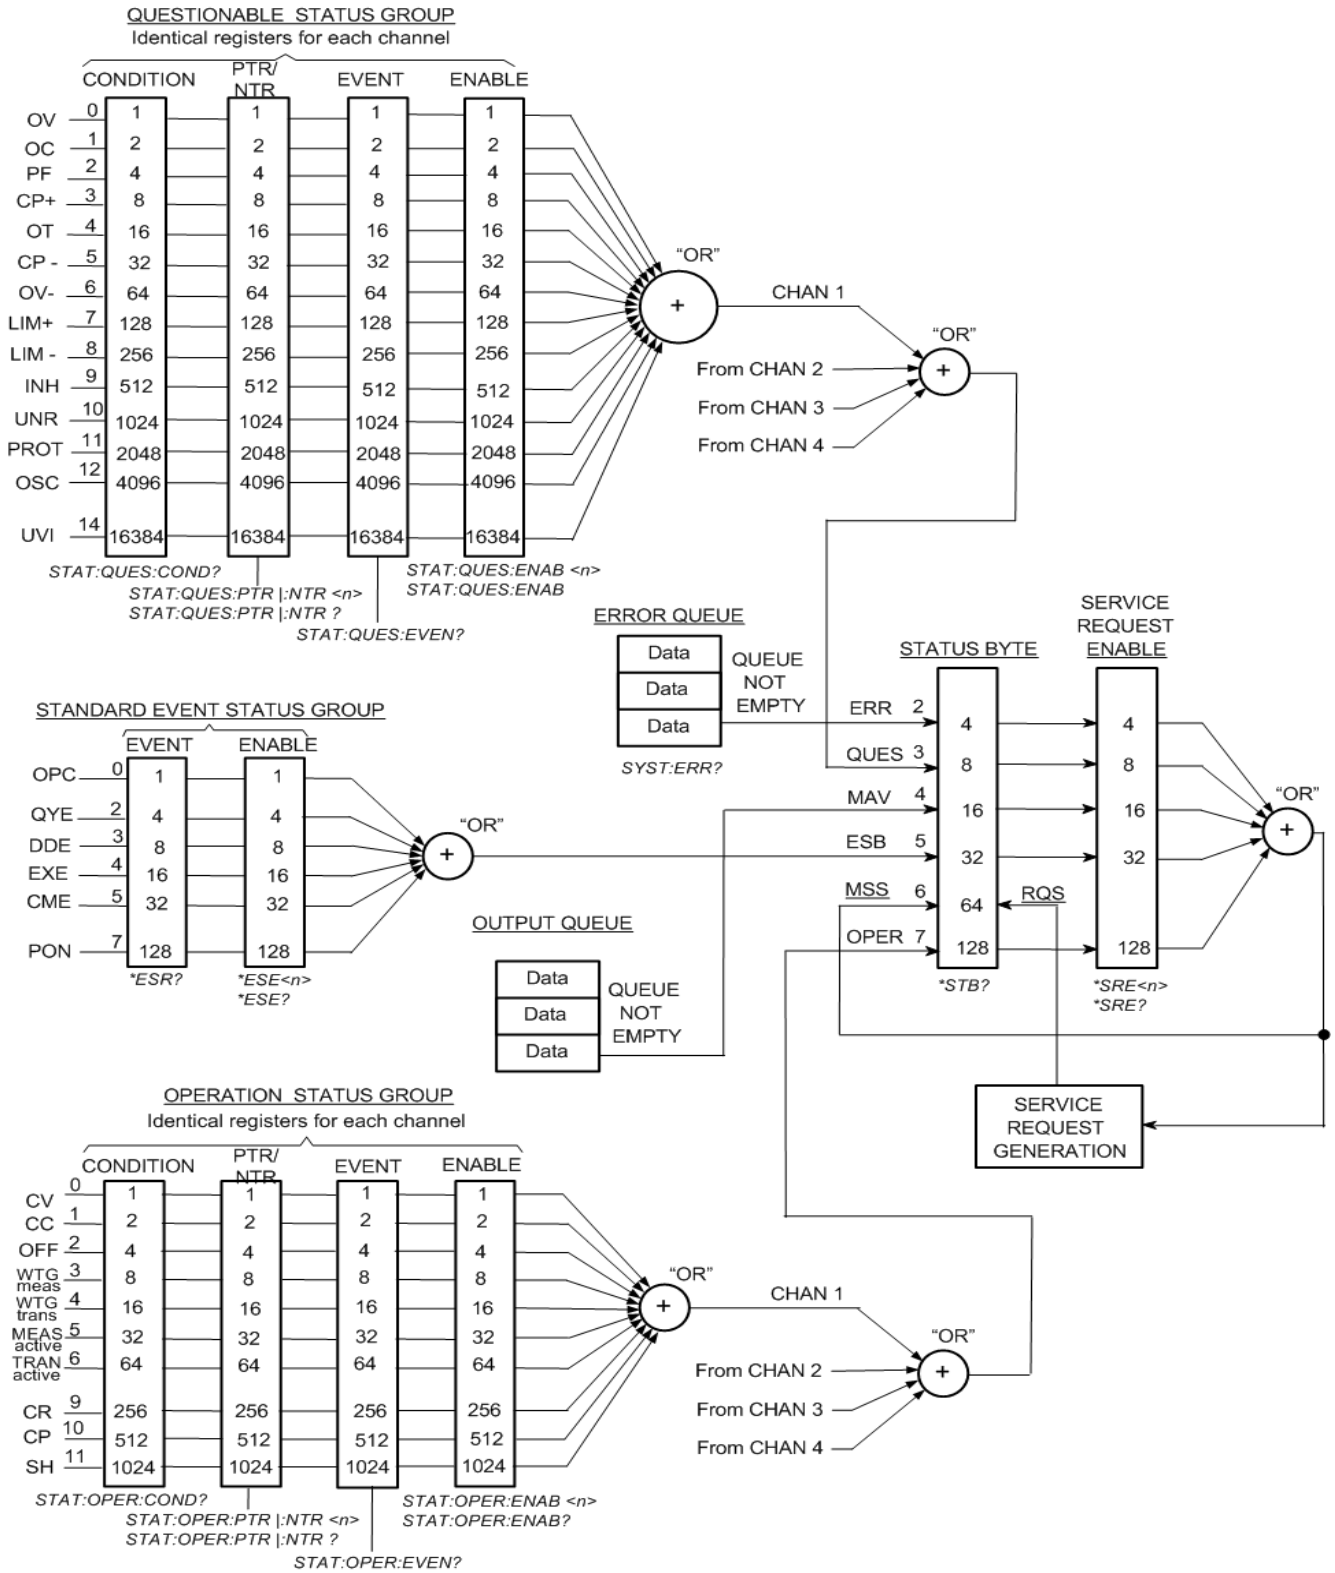 QUESTIONABLE STATUS GROUP
Identical registers for each channel
CONDITION PTR/ NTR EVENT ENABLE
OV 0 1 1 1 1
OC 1 2 2 2 2
PF 2 4 4 4 4
CP+ 3 8 8 8 8
OT 4 16 16 16 16
CP - 5 32 32 32 32
OV- 6 64 64 64 64
LIM+ 7 128 128 128 128
LIM - 8 256 256 256 256
INH 9 512 512 512 512
UNR 10 1024 1024 1024 1024
PROT 11 2048 2048 2048 2048
OSC 12 4096 4096 4096 4096
UVI 14 16384 16384 16384 16384
STAT:QUES:COND?
STAT:QUES:PTR |:NTR <n>
STAT:QUES:PTR |:NTR ?
STAT:QUES:EVEN?
STAT:QUES:ENAB <n>
STAT:QUES:ENAB
"OR"
+
CHAN 1
From CHAN 2
From CHAN 3
From CHAN 4
"OR"
+
ERROR QUEUE
Data
Data
Data
QUEUE
NOT
EMPTY
SYST:ERR?
STATUS BYTE
SERVICE
REQUEST
ENABLE
ERR 2 4 4
QUES 3 8 8
MAV 4 16 16
ESB 5 32 32
MSS 6 64 RQS
OPER 7 128 128
*STB?
*SRE<n>
*SRE?
"OR"
+
STANDARD EVENT STATUS GROUP
EVENT ENABLE
OPC 0 1 1
QYE 2 4 4
DDE 3 8 8
EXE 4 16 16
CME 5 32 32
PON 7 128 128
*ESR?
*ESE<n>
*ESE?
"OR"
+
OUTPUT QUEUE
Data
Data
Data
QUEUE
NOT
EMPTY
SERVICE
REQUEST
GENERATION
OPERATION STATUS GROUP
Identical registers for each channel
CONDITION PTR/ NTR EVENT ENABLE
CV 0 1 1 1 1
CC 1 2 2 2 2
OFF 2 4 4 4 4
WTG meas 3 8 8 8 8
WTG trans 4 16 16 16 16
MEAS active 5 32 32 32 32
TRAN active 6 64 64 64 64
CR 9 256 256 256 256
CP 10 512 512 512 512
SH 11 1024 1024 1024 1024
STAT:OPER:COND?
STAT:OPER:PTR |:NTR <n>
STAT:OPER:PTR |:NTR ?
STAT:OPER:EVEN?
STAT:OPER:ENAB <n>
STAT:OPER:ENAB?
"OR"
+
CHAN 1
From CHAN 2
From CHAN 3
From CHAN 4
"OR"
+